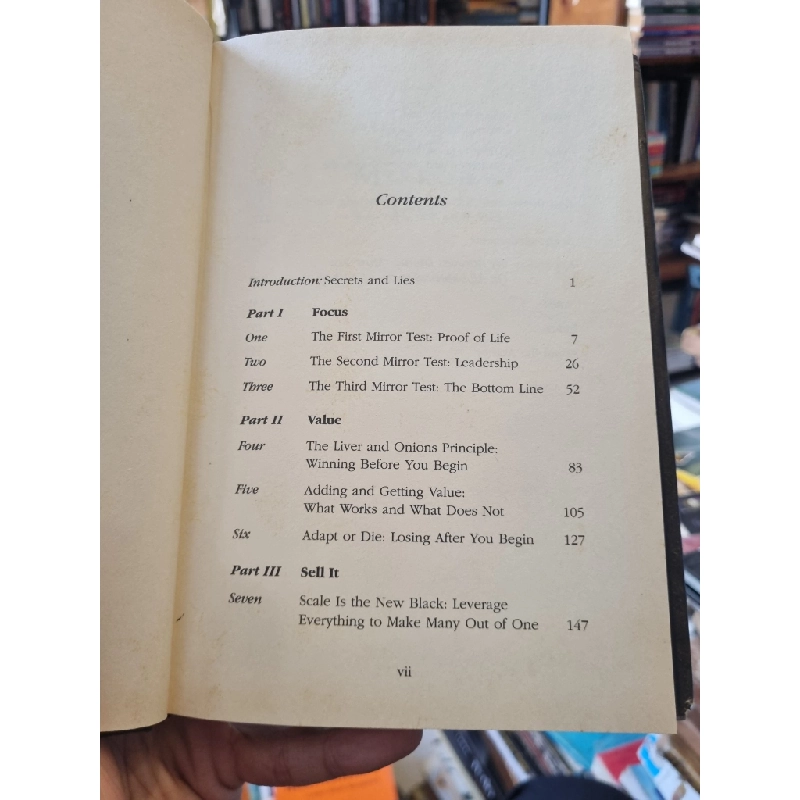 Contents
Introduction: Secrets and Lies 1
Part I Focus
One The First Mirror Test: Proof of Life 7
Two The Second Mirror Test: Leadership 26
Three The Third Mirror Test: The Bottom Line 52
Part II Value
Four The Liver and Onions Principle:
Winning Before You Begin 83
Five Adding and Getting Value:
What Works and What Does Not 105
Six Adapt or Die: Losing After You Begin 127
Part III Sell It
Seven Scale Is the New Black: Leverage
Everything to Make Many Out of One 147
vii